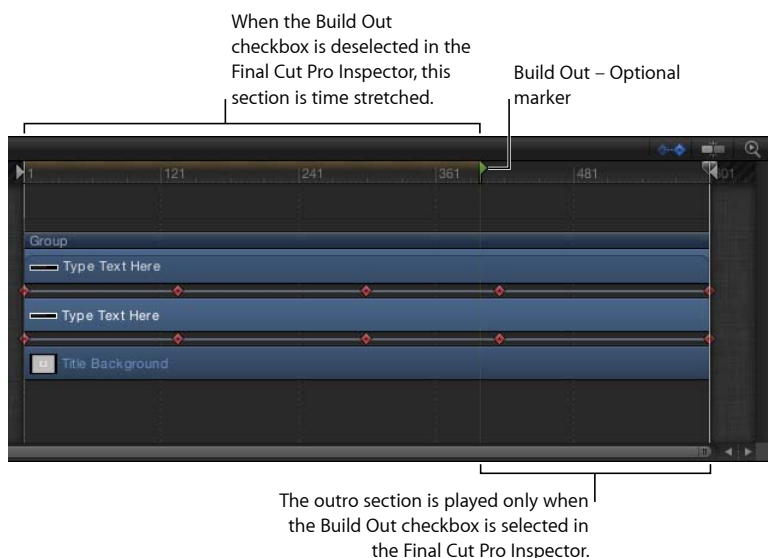 When the Build Out
checkbox is deselected in the
Final Cut Pro Inspector, this
section is time stretched.
Build Out – Optional
marker
1 121 241 361 481 601
Group
Type Text Here
Type Text Here
Title Background
The outro section is played only when
the Build Out checkbox is selected in
the Final Cut Pro Inspector.